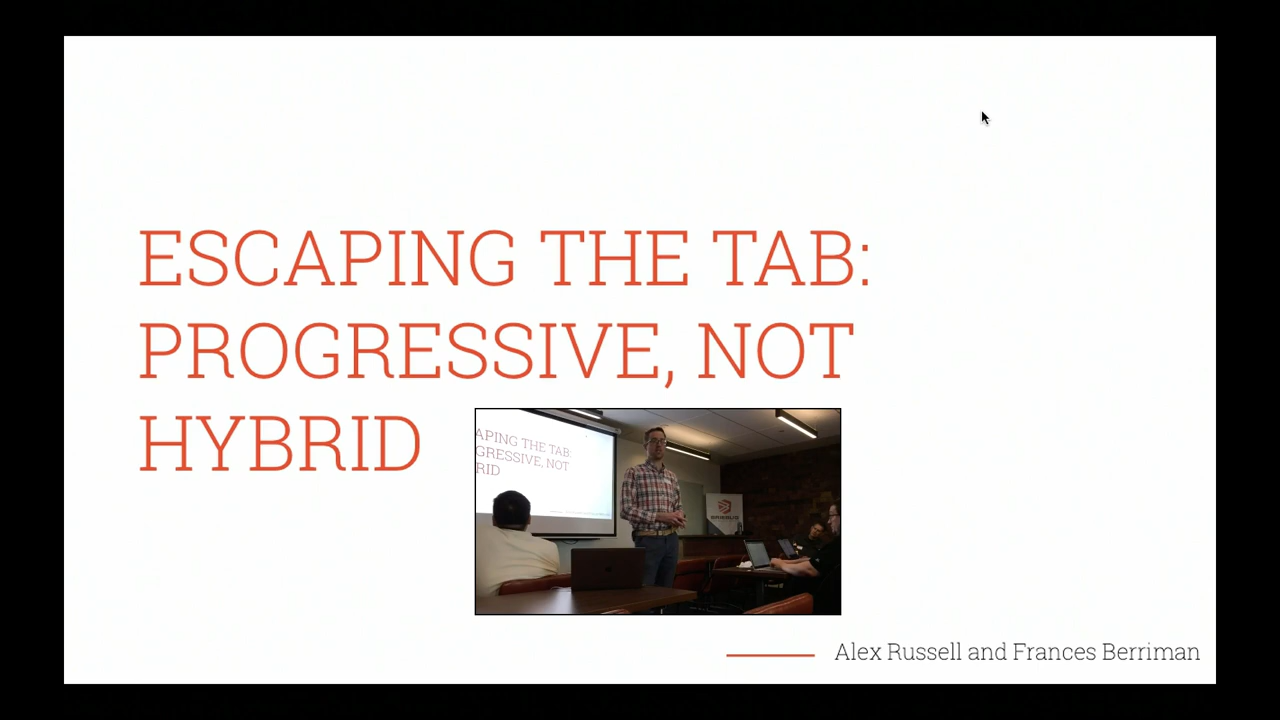 ESCAPING THE TAB:
PROGRESSIVE, NOT
HYBRID
APING THE TAB:
GRESSIVE, NOT
RID
Alex Russell and Frances Berriman